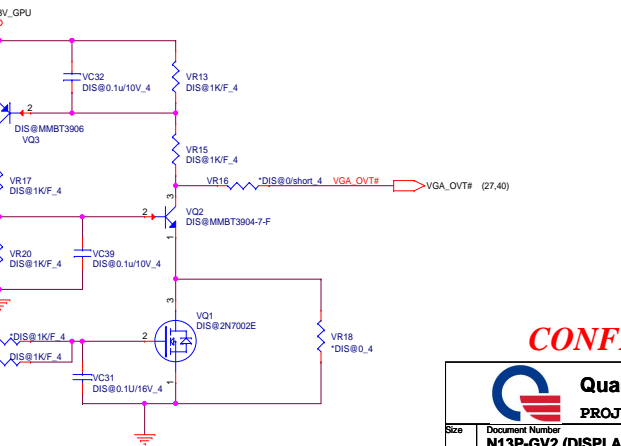 V_GPU
VC32
DIS@0.1u/10V_4
VR13
DIS@1K/F_4
2
DIS@MMBT3906
VQ3
VR15
DIS@1K/F_4
VR17
DIS@1K/F_4
VR16
*DIS@0/short_4
VGA_OVT#
VGA_OVT#
(27,40)
3
2
VQ2
DIS@MMBT3904-7-F
1
VR20
DIS@1K/F_4
VC39
DIS@0.1u/10V_4
3
VQ1
DIS@2N7002E
*DIS@1K/F_4
2
DIS@1K/F_4
VR18
*DIS@0_4
VC31
DIS@0.1U/16V_4
1
CONF
Qua
PROJ
Size
Document Number
N13P-GV2 (DISPLA